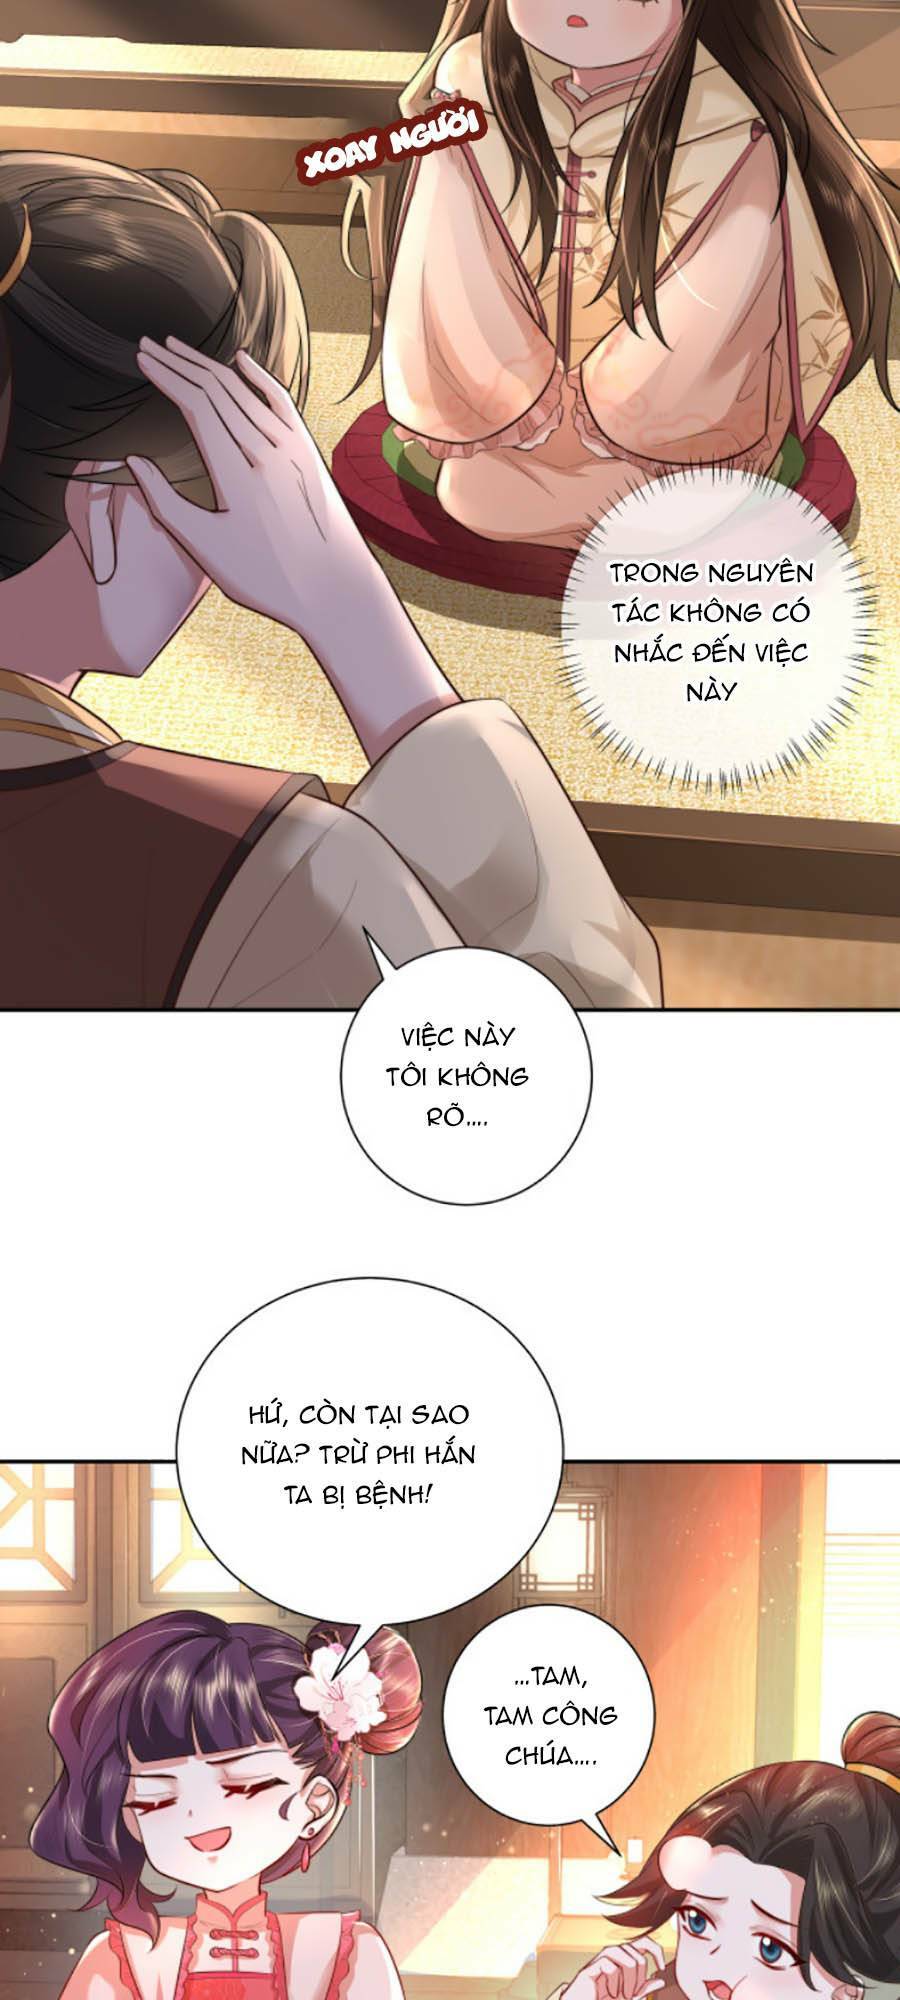 XOAY NGƯỜI
TRONG NGUYÊN
TÁC KHÔNG CÓ
NHẮC ĐẾN VIỆC
NÀY
VIỆC NÀY
TÔI KHÔNG
RÕ....
HỨ, CÒN TẠI SAO
NỮA? TRỪ PHI HẮN
TA BỊ BỆNH!
...TAM,
TAM CÔNG
CHÚA....